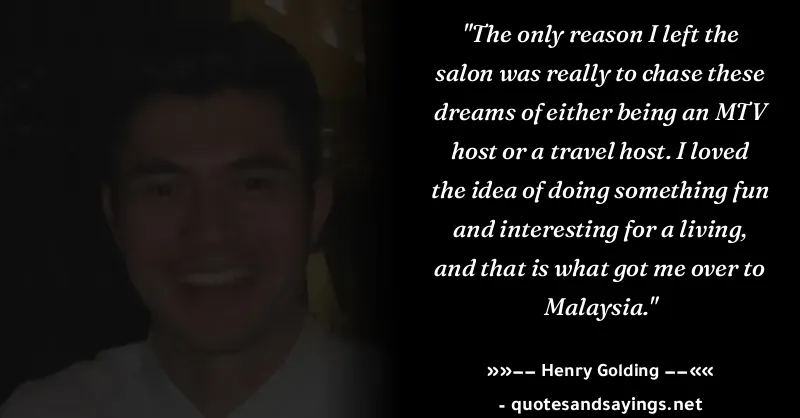 "The only reason I left the
salon was really to chase these
dreams of either being an MTV
host or a travel host. I loved
the idea of doing something fun
and interesting for a living,
and that is what got me over to
Malaysia."
»»−− Henry Golding −−««
- quotesandsayings.net